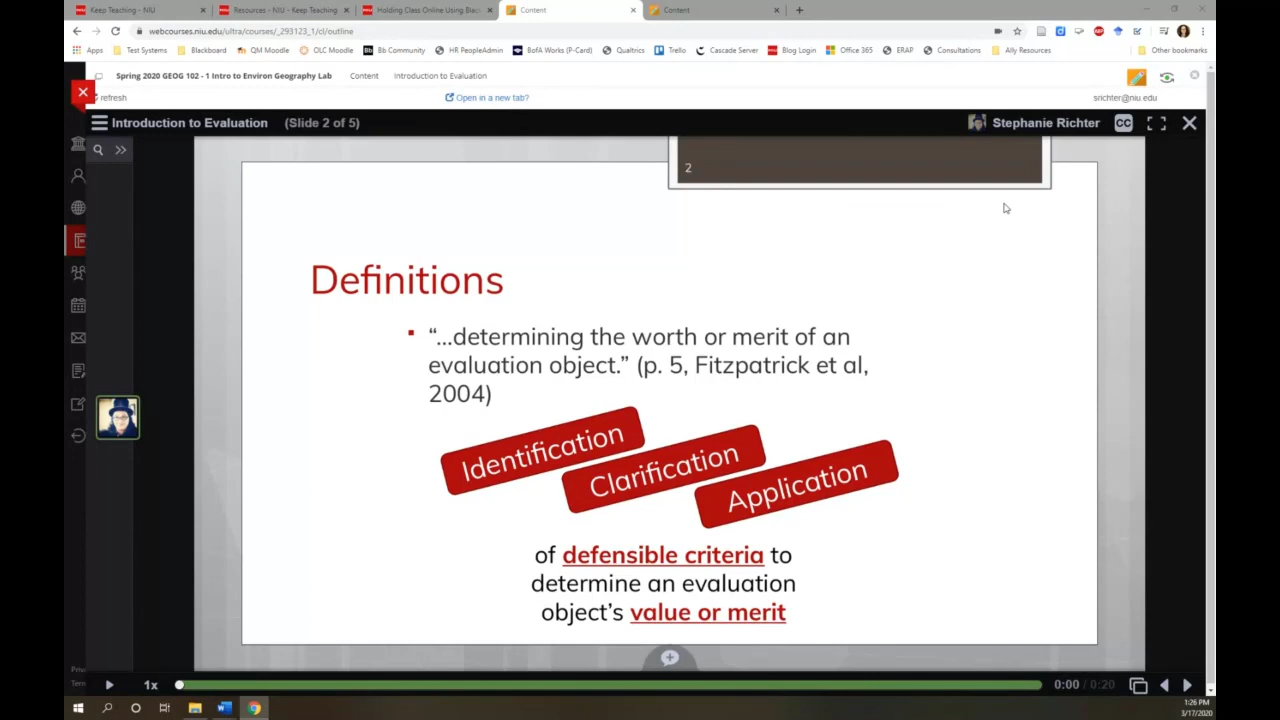 Keep Teaching - NIU
Resources - NIU - Keep Teaching
Holding Class Online Using Blac
Content
Content
webcourses.niu.edu/ultra/courses/_293123_1/cl/outline
Apps
Test Systems
Blackboard
QM Moodle
OLC Moodle
Bb Community
HR PeopleAdmin
BofA Works (P-Card)
Qualtrics
Trello
Cascade Server
Blog Login
Office 365
ERAP
Consultations
Ally Resources
Other bookmarks
Spring 2020 GEOG 102 - 1 Intro to Environ Geography Lab
Content
Introduction to Evaluation
refresh
Open in a new tab?
srichter@niu.edu
Introduction to Evaluation (Slide 2 of 5)
Stephanie Richter
CC
2
Definitions
“...determining the worth or merit of an
evaluation object.” (p. 5, Fitzpatrick et al,
2004)
Identification
Clarification
Application
of defensible criteria to
determine an evaluation
object’s value or merit
Priv
Tern
1x
0:00 / 0:20
1:26 PM
3/17/2020